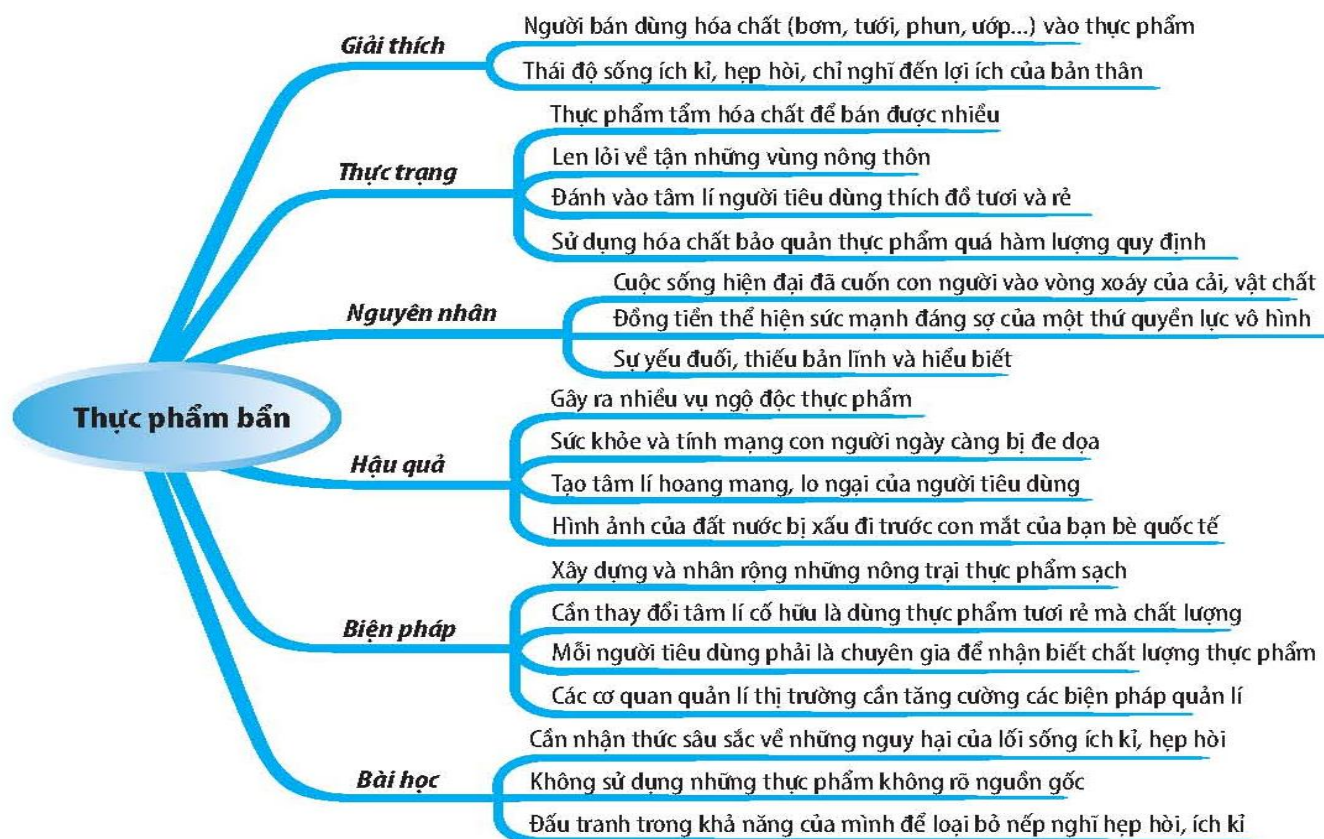 Thực phẩm bẩn
Giải thích
Người bán dùng hóa chất (bơm, tưới, phun, ướp...) vào thực phẩm
Thái độ sống ích kỉ, hẹp hòi, chỉ nghĩ đến lợi ích của bản thân
Thực trạng
Thực phẩm tẩm hóa chất để bán được nhiều
Len lỏi về tận những vùng nông thôn
Đánh vào tâm lí người tiêu dùng thích đồ tươi và rẻ
Sử dụng hóa chất bảo quản thực phẩm quá hàm lượng quy định
Nguyên nhân
Cuộc sống hiện đại đã cuốn con người vào vòng xoáy của cải, vật chất
Đồng tiền thể hiện sức mạnh đáng sợ của một thứ quyền lực vô hình
Sự yếu đuối, thiếu bản lĩnh và hiểu biết
Hậu quả
Gây ra nhiều vụ ngộ độc thực phẩm
Sức khỏe và tính mạng con người ngày càng bị đe dọa
Tạo tâm lí hoang mang, lo ngại của người tiêu dùng
Hình ảnh của đất nước bị xấu đi trước con mắt của bạn bè quốc tế
Biện pháp
Xây dựng và nhân rộng những nông trại thực phẩm sạch
Cần thay đổi tâm lí cố hữu là dùng thực phẩm tươi rẻ mà chất lượng
Mỗi người tiêu dùng phải là chuyên gia để nhận biết chất lượng thực phẩm
Các cơ quan quản lí thị trường cần tăng cường các biện pháp quản lí
Bài học
Cần nhận thức sâu sắc về những nguy hại của lối sống ích kỉ, hẹp hòi
Không sử dụng những thực phẩm không rõ nguồn gốc
Đấu tranh trong khả năng của mình để loại bỏ nếp nghĩ hẹp hòi, ích kỉ